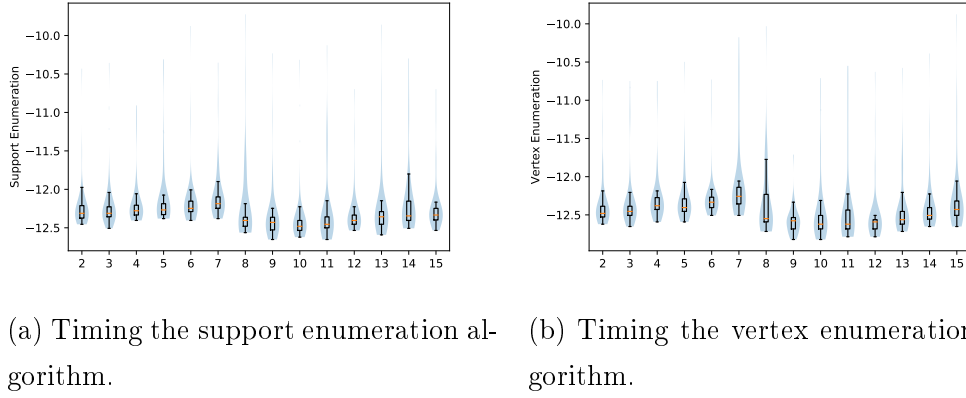 −10.0
−10.5
−11.0
−11.5
−12.0
−12.5
Support Enumeration
2 3 4 5 6 7 8 9 10 11 12 13 14 15
−10.0
−10.5
−11.0
−11.5
−12.0
−12.5
Vertex Enumeration
2 3 4 5 6 7 8 9 10 11 12 13 14 15
(a) Timing the support enumeration al-
gorithm.
(b) Timing the vertex enumeration
gorithm.